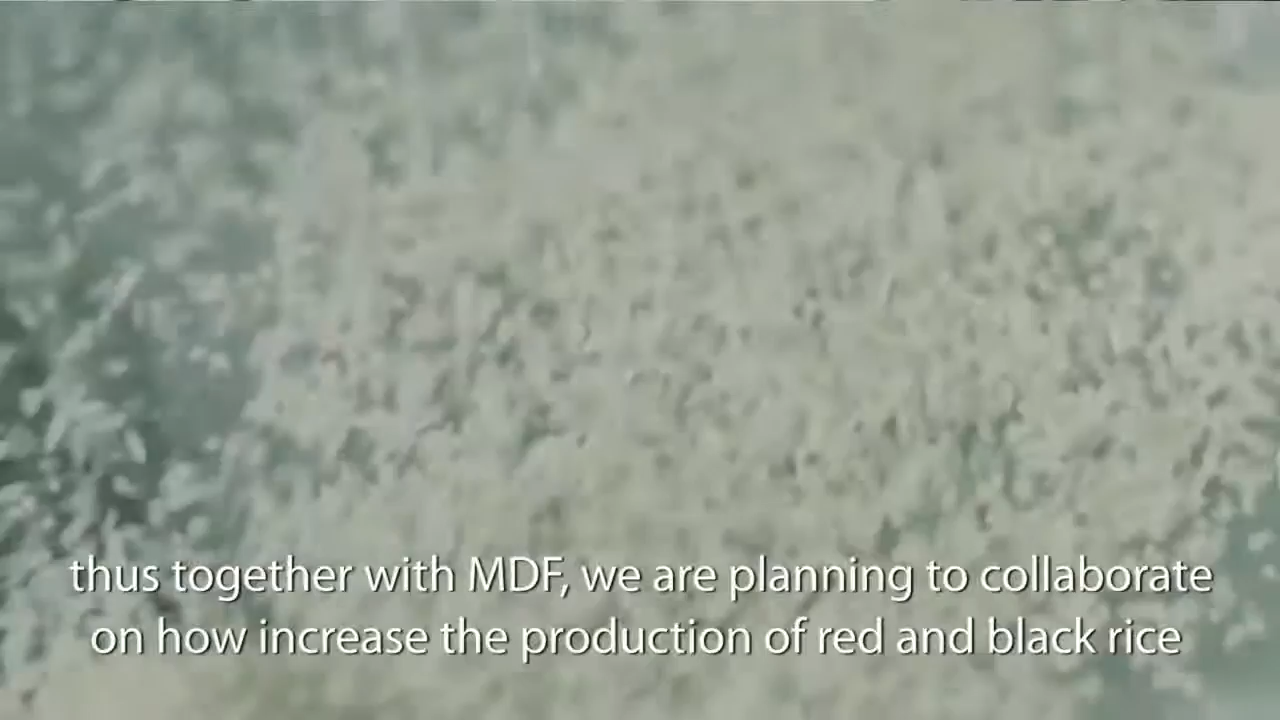 thus together with MDF, we are planning to collaborate
on how increase the production of red and black rice